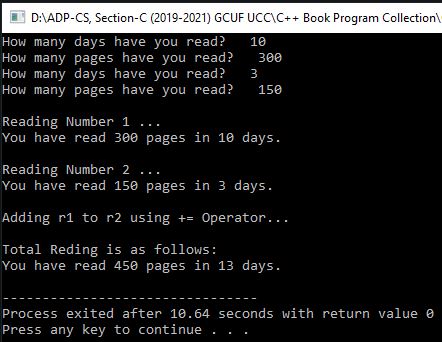 D:\ADP-CS, Section-C (2019-2021) GCUF UCC\C++ Book Program Collection\
How many days have you read?   10
How many pages have you read?   300
How many days have you read?   3
How many pages have you read?   150
Reading Number 1 ...
You have read 300 pages in 10 days.
Reading Number 2 ...
You have read 150 pages in 3 days.
Adding r1 to r2 using += Operator...
Total Reding is as follows:
You have read 450 pages in 13 days.
--------------------------------
Process exited after 10.64 seconds with return value 0
Press any key to continue . . .